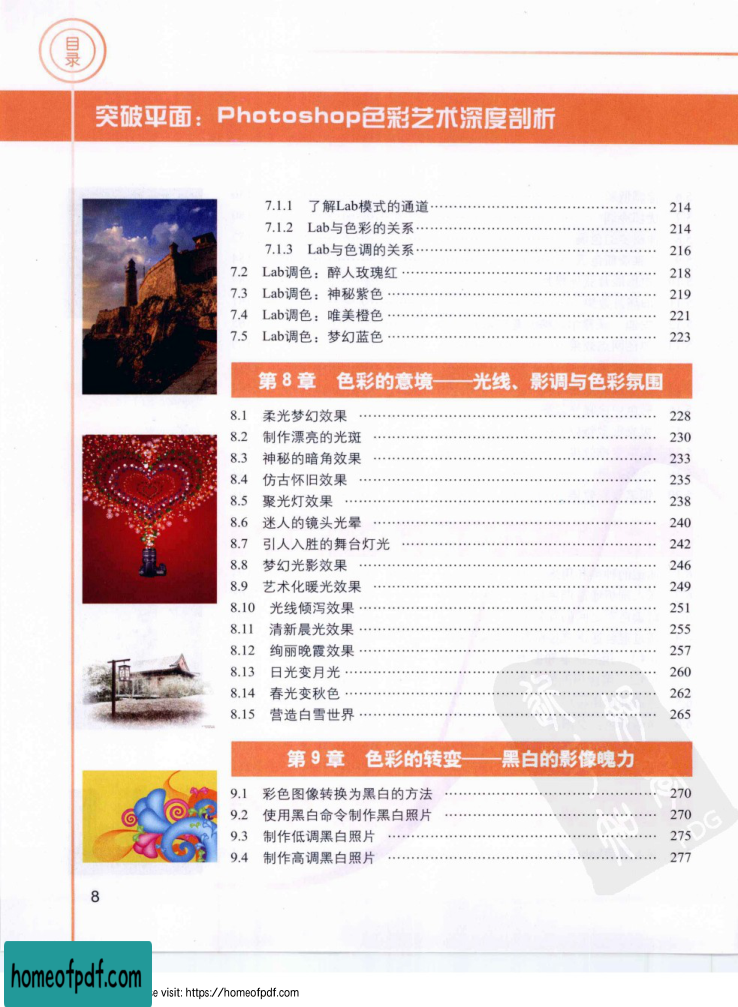 目录
突破平面：Photoshop色彩艺术深度剖析
7.1.1 了解Lab模式的通道 214
7.1.2 Lab与色彩的关系 214
7.1.3 Lab与色调的关系 216
7.2 Lab调色：醉人玫瑰红 218
7.3 Lab调色：神秘紫色 219
7.4 Lab调色：唯美橙色 221
7.5 Lab调色：梦幻蓝色 223
第8章 色彩的意境——光线、影调与色彩氛围
8.1 柔光梦幻效果 228
8.2 制作漂亮的光斑 230
8.3 神秘的暗角效果 233
8.4 仿古怀旧效果 235
8.5 聚光灯效果 238
8.6 迷人的镜头光晕 240
8.7 引人入胜的舞台灯光 242
8.8 梦幻光影效果 246
8.9 艺术化暖光效果 249
8.10 光线倾泻效果 251
8.11 清新晨光效果 255
8.12 绚丽晚霞效果 257
8.13 日光变月光 260
8.14 春光变秋色 262
8.15 营造白雪世界 265
第9章 色彩的转变——黑白的影像魄力
9.1 彩色图像转换为黑白的方法 270
9.2 使用黑白命令制作黑白照片 270
9.3 制作低调黑白照片 275
9.4 制作高调黑白照片 277
8
homeofpdf.com
visit: https://homeofpdf.com